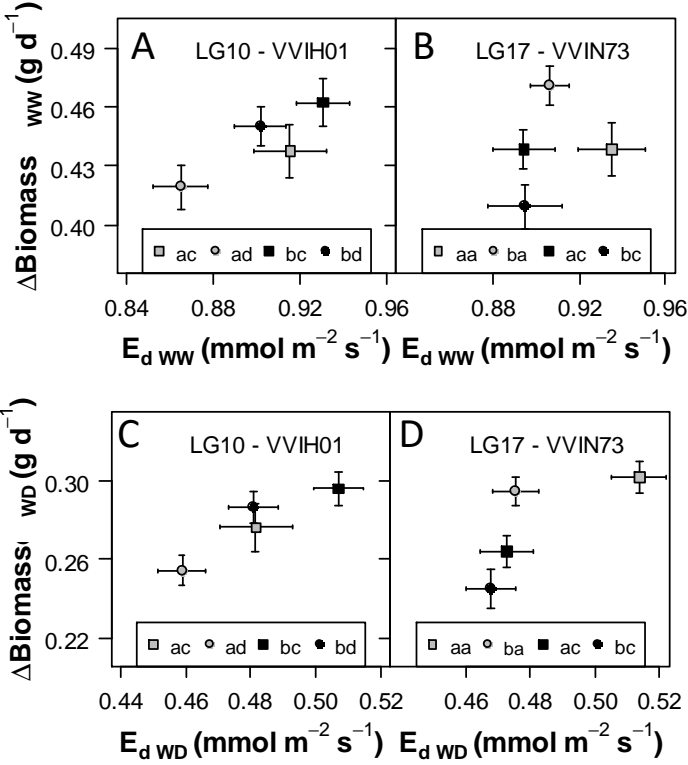 A LG10 - VVIH01
B LG17 - VVIN73
0.49
0.46
0.43
0.40
ΔBiomass WW (g d⁻¹)
ac ad bc bd
aa ba ac bc
0.84 0.88 0.92 0.96
0.88 0.92 0.96
E_d WW (mmol m⁻² s⁻¹)
E_d WW (mmol m⁻² s⁻¹)
C LG10 - VVIH01
D LG17 - VVIN73
0.30
0.26
0.22
ΔBiomass WD (g d⁻¹)
ac ad bc bd
aa ba ac bc
0.44 0.46 0.48 0.50 0.52
0.46 0.48 0.50 0.52
E_d WD (mmol m⁻² s⁻¹)
E_d WD (mmol m⁻² s⁻¹)